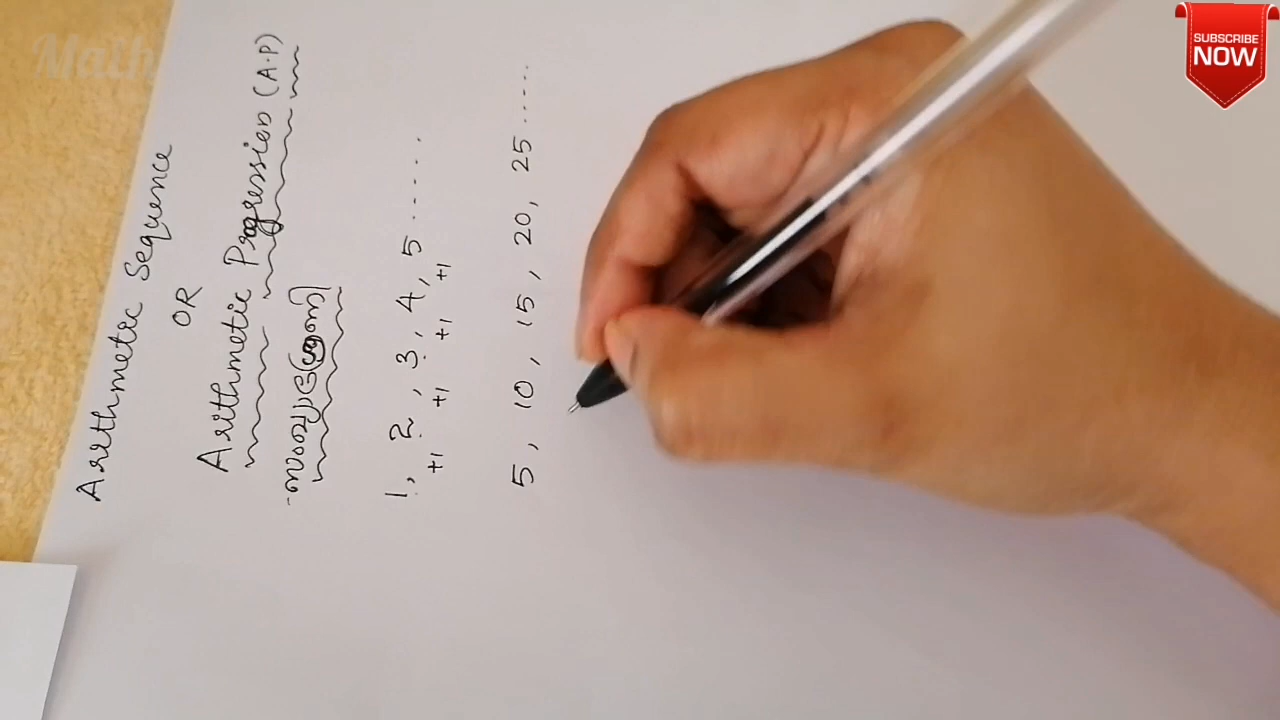 Arithmetic Sequence
OR
Arithmetic Progression (A.P)
1, 2, 3, 4, 5 ......
+1 +1 +1 +1
5, 10, 15, 20, 25 ......
Math
SUBSCRIBE
NOW